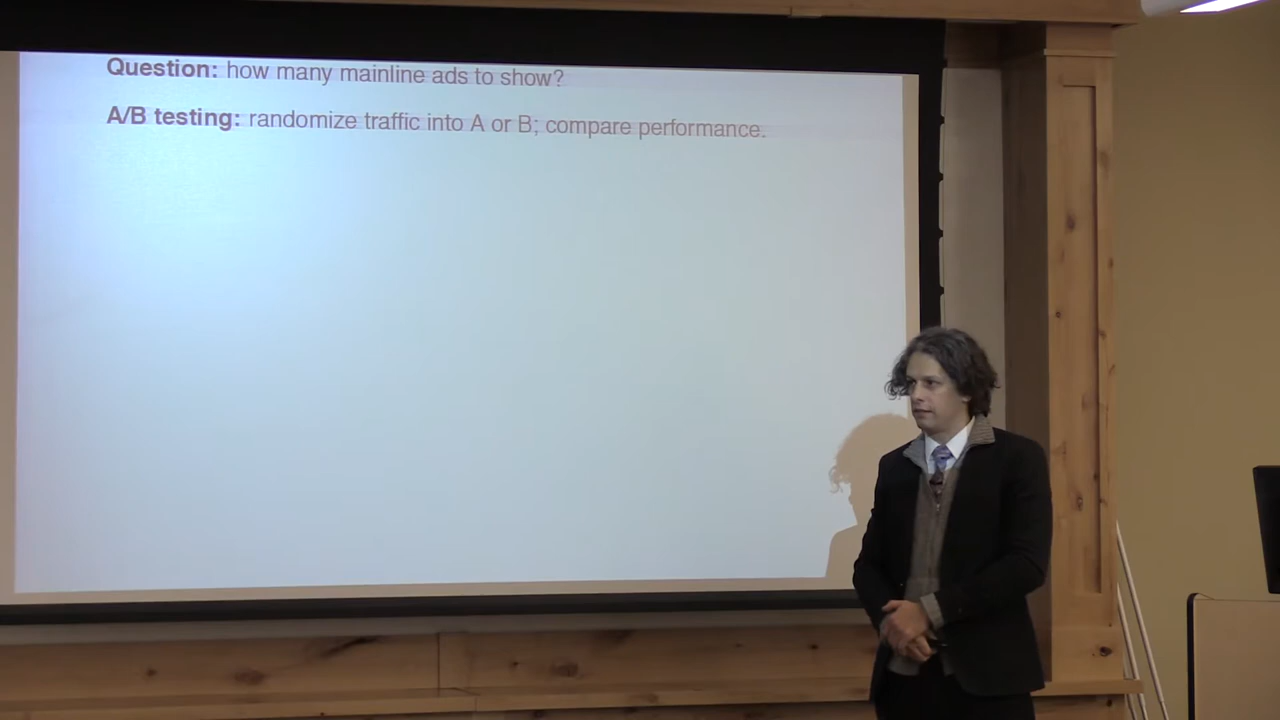 Question: how many mainline ads to show?
A/B testing: randomize traffic into A or B; compare performance.